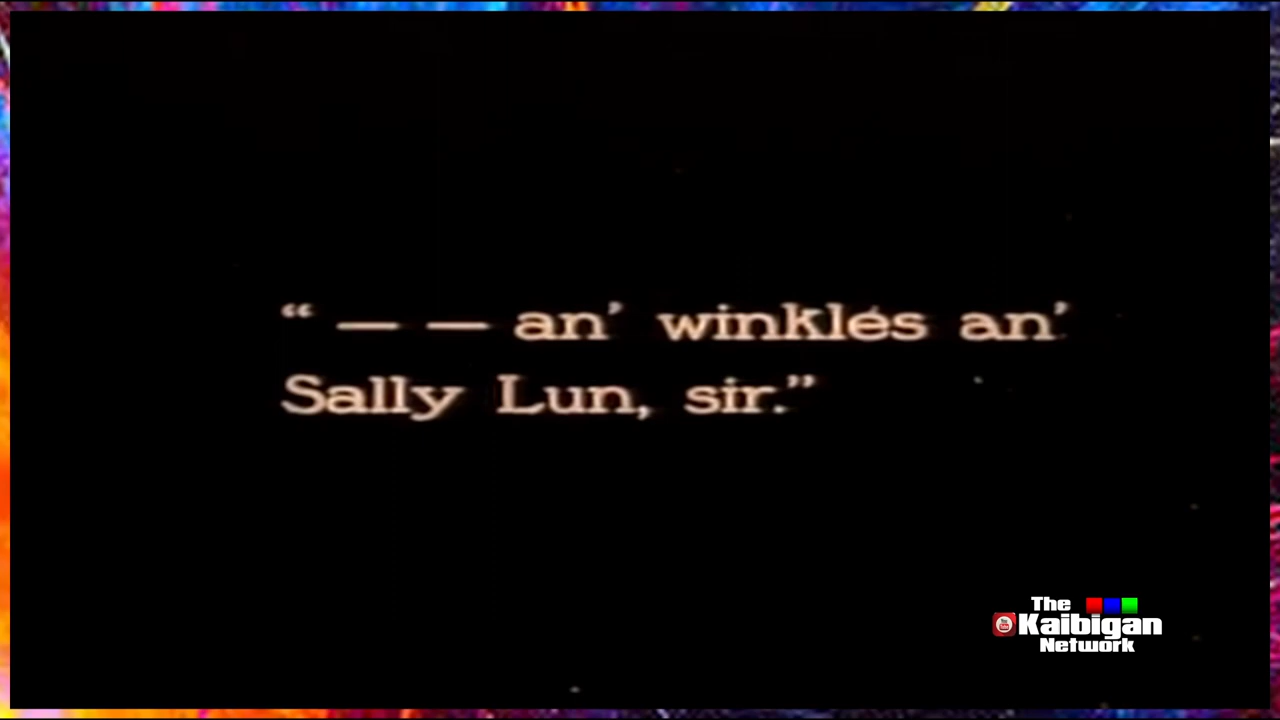 “ — — an’ winkles an’
Sally Lun, sir.”
The
Kaibigan
Network